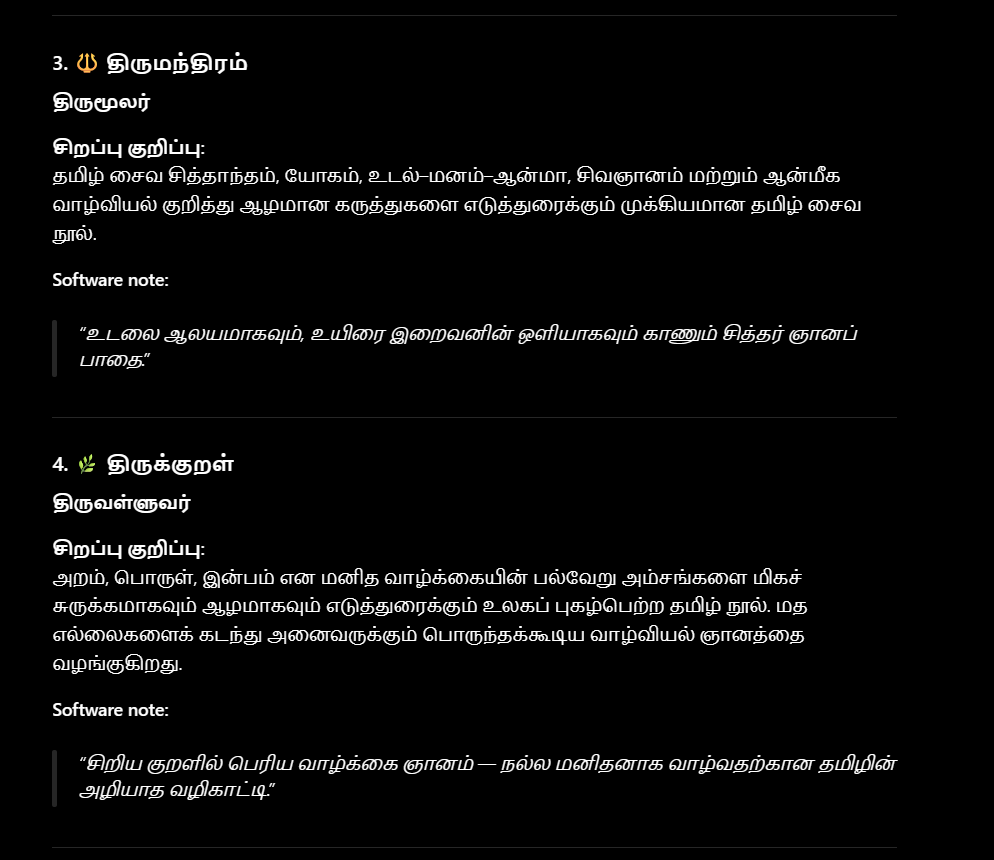 3. 🔱 திருமந்திரம்
திருமூலர்
சிறப்பு குறிப்பு:
தமிழ் சைவ சித்தாந்தம், யோகம், உடல்–மனம்–ஆன்மா, சிவஞானம் மற்றும் ஆன்மீக
வாழ்வியல் குறித்து ஆழமான கருத்துகளை எடுத்துரைக்கும் முக்கியமான தமிழ் சைவ
நூல்.
Software note:
“உடலை ஆலயமாகவும், உயிரை இறைவனின் ஒளியாகவும் காணும் சித்தர் ஞானப்
பாதை.”
4. 🌿 திருக்குறள்
திருவள்ளுவர்
சிறப்பு குறிப்பு:
அறம், பொருள், இன்பம் என மனித வாழ்க்கையின் பல்வேறு அம்சங்களை மிகச்
சுருக்கமாகவும் ஆழமாகவும் எடுத்துரைக்கும் உலகப் புகழ்பெற்ற தமிழ் நூல். மத
எல்லைகளைக் கடந்து அனைவருக்கும் பொருந்தக்கூடிய வாழ்வியல் ஞானத்தை
வழங்குகிறது.
Software note:
“சிறிய குறளில் பெரிய வாழ்க்கை ஞானம் — நல்ல மனிதனாக வாழ்வதற்கான தமிழின்
அழியாத வழிகாட்டி.”